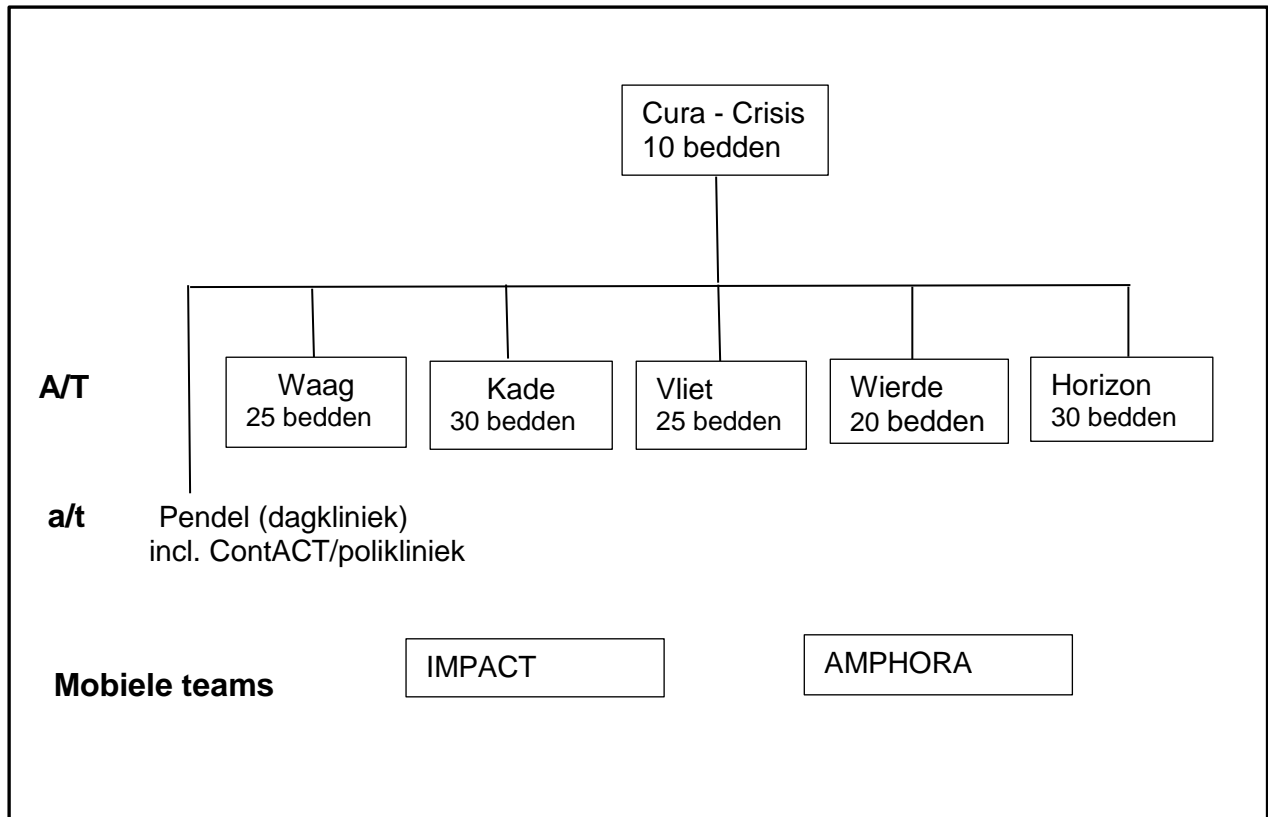 Cura - Crisis
10 bedden
A/T
Waag
25 bedden
Kade
30 bedden
Vliet
25 bedden
Wierde
20 bedden
Horizon
30 bedden
a/t
Pendel (dagkliniek)
incl. ContACT/polikliniek
Mobiele teams
IMPACT
AMPHORA